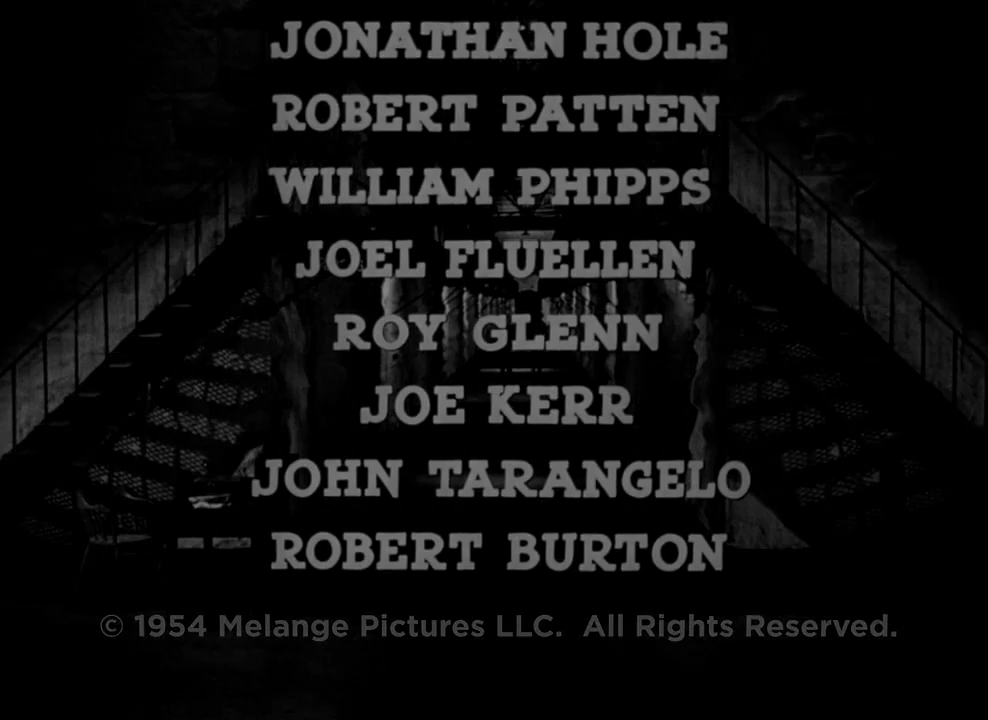 JONATHAN HOLE
ROBERT PATTEN
WILLIAM PHIPPS
JOEL FLUELLEN
ROY GLENN
JOE KERR
JOHN TARANGELO
ROBERT BURTON
© 1954 Melange Pictures LLC. All Rights Reserved.